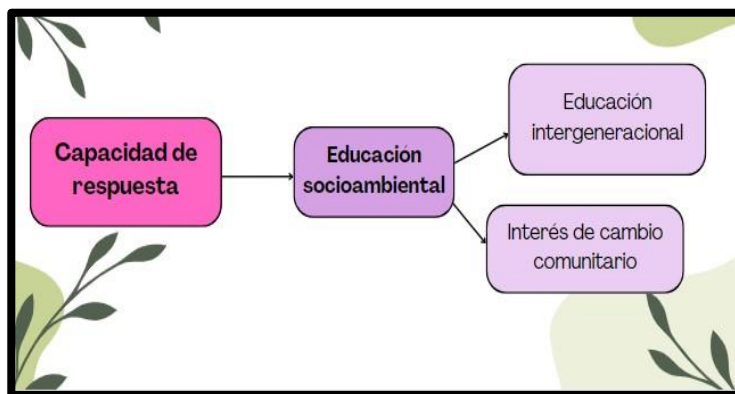 Capacidad de
respuesta
Educación
socioambiental
Educación
intergeneracional
Interés de cambio
comunitario